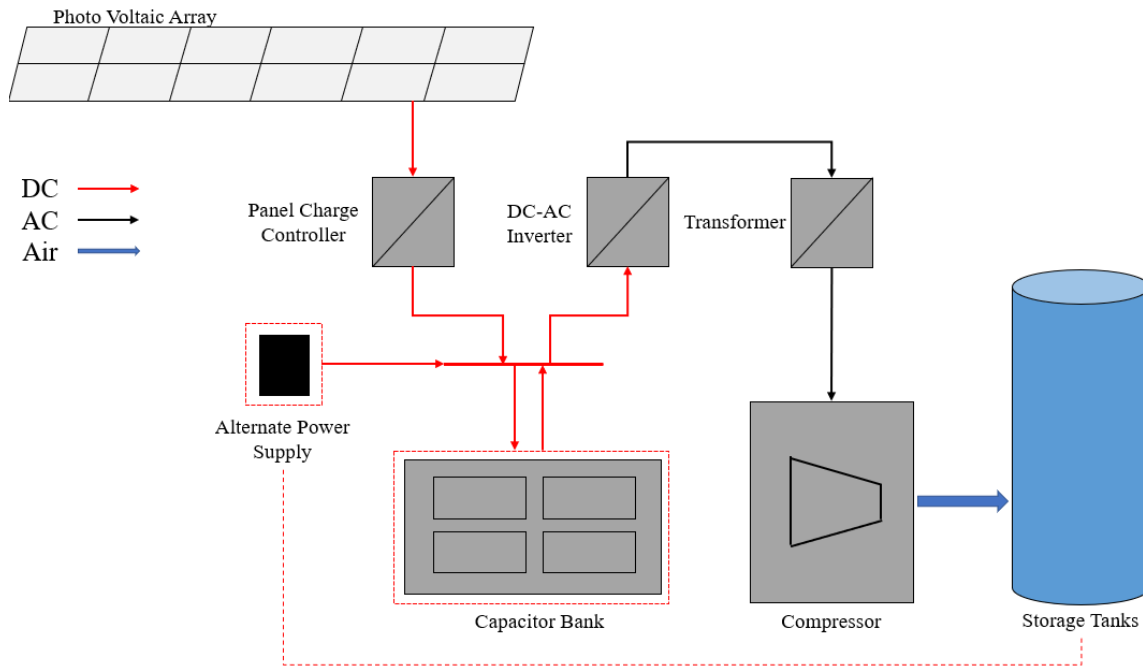 Photo Voltaic Array
DC
AC
Air
Panel Charge
Controller
DC-AC
Inverter
Transformer
Alternate Power
Supply
Capacitor Bank
Compressor
Storage Tanks